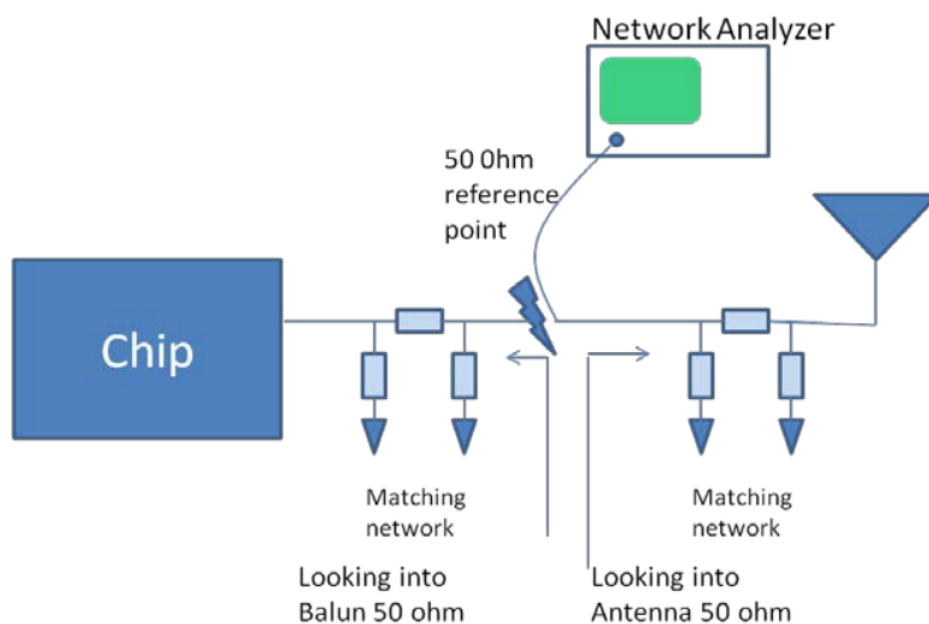 Network Analyzer
50 Ohm
reference
point
Chip
Matching
network
Matching
network
Looking into
Balun 50 ohm
Looking into
Antenna 50 ohm